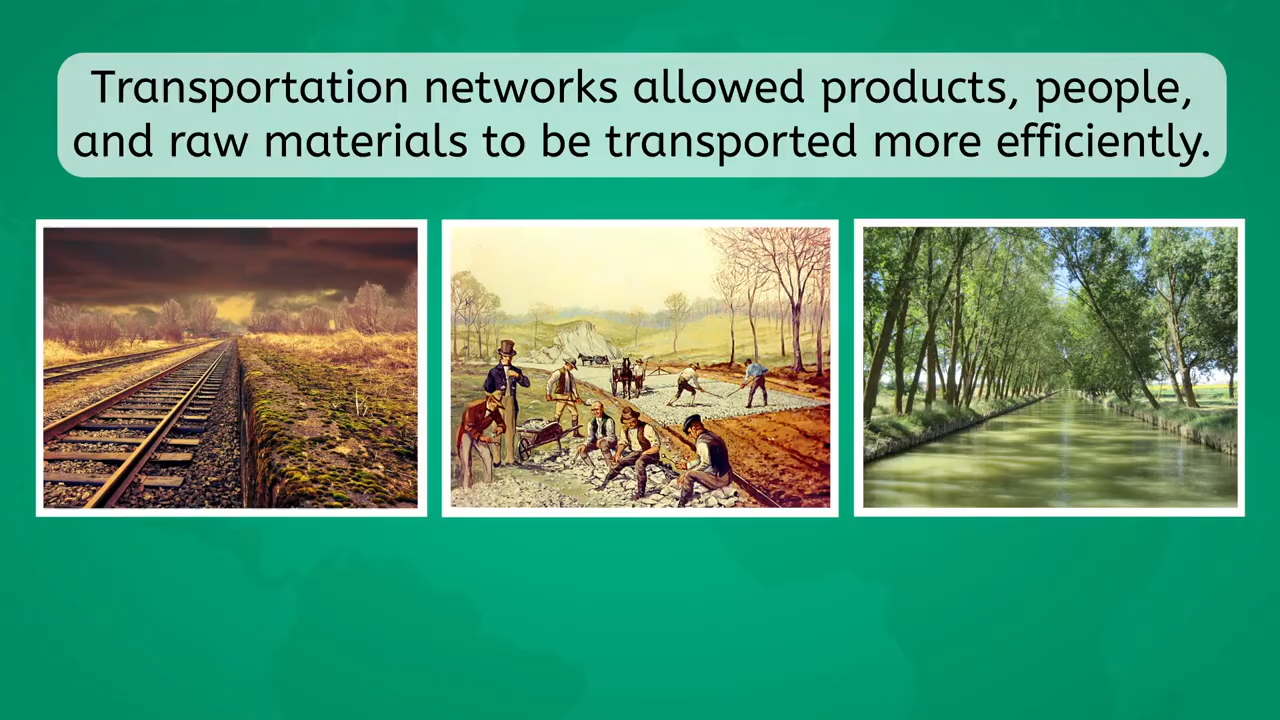 Transportation networks allowed products, people,
and raw materials to be transported more efficiently.